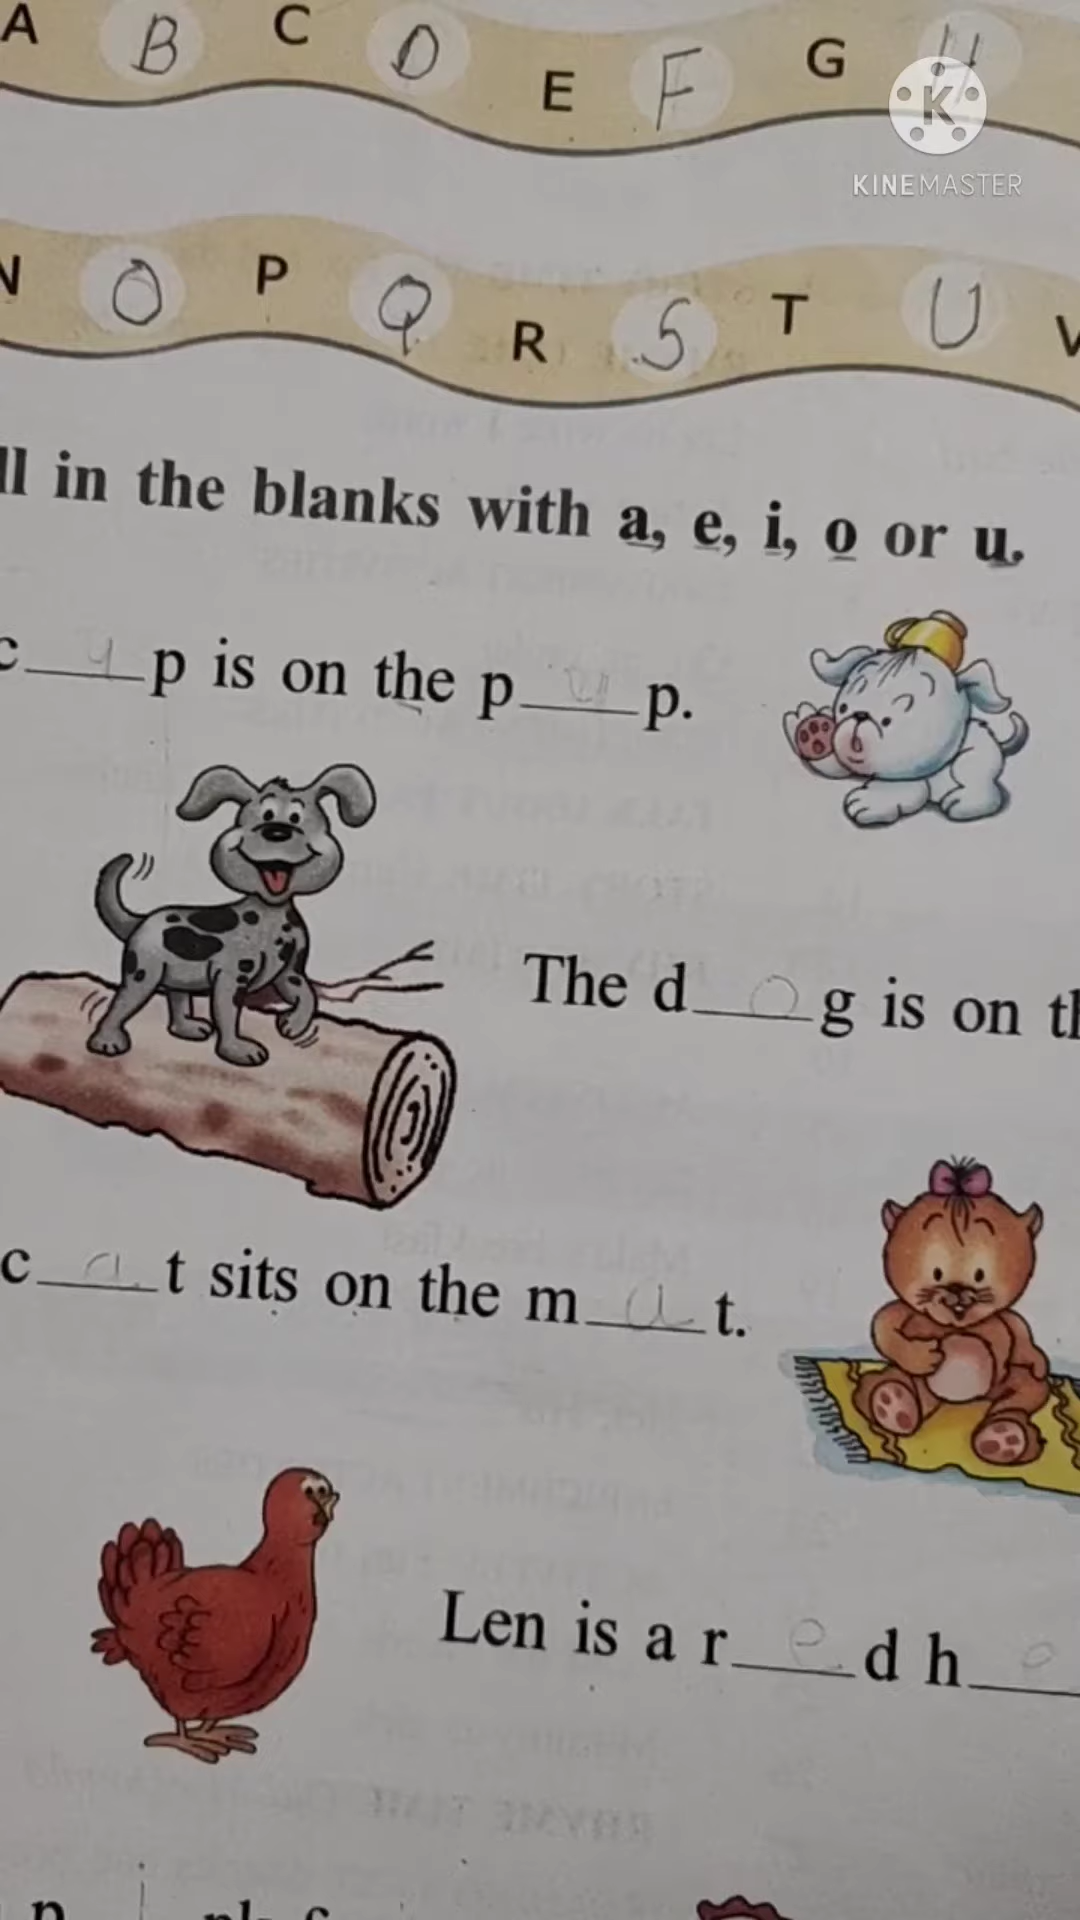 A B C D E F G H
KINEMASTER
N O P Q R S T U V
ll in the blanks with a, e, i, o or u.
c u p is on the p u p.
The d o g is on th
c a t sits on the m a t.
Len is a r e d h e